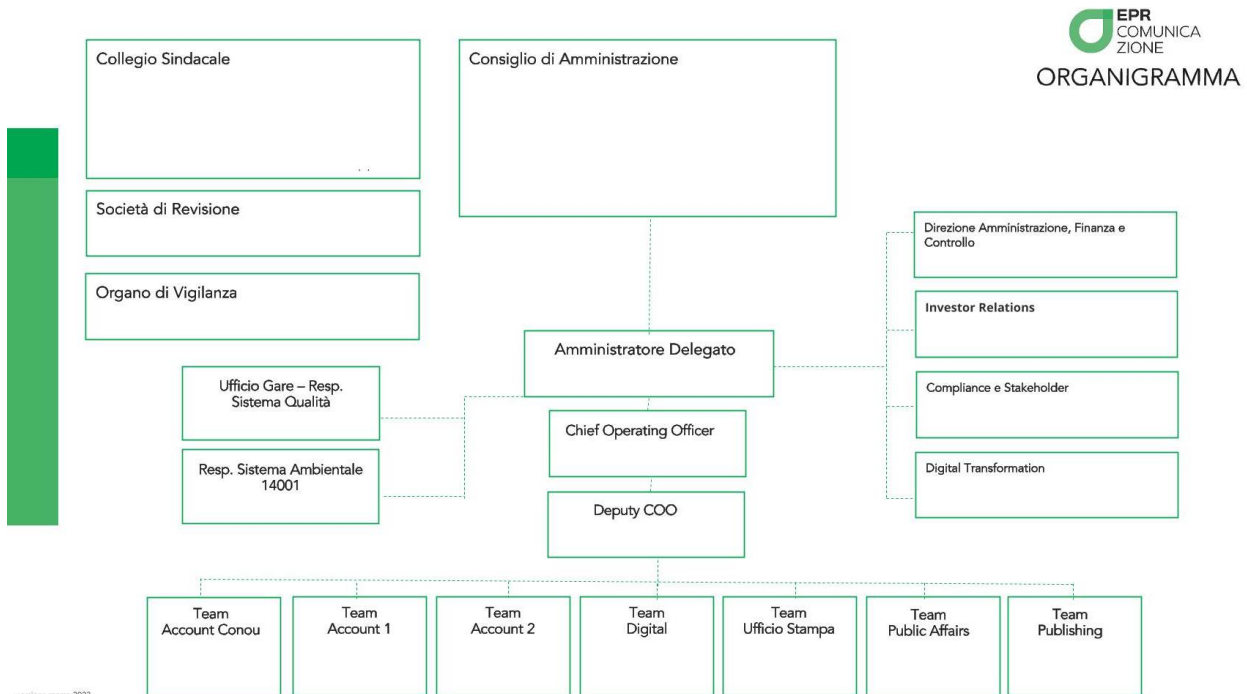 EPR
COMUNICA
ZIONE
ORGANIGRAMMA
Collegio Sindacale
Consiglio di Amministrazione
Società di Revisione
Organo di Vigilanza
Direzione Amministrazione, Finanza e
Controllo
Investor Relations
Compliance e Stakeholder
Digital Transformation
Amministratore Delegato
Ufficio Gare – Resp.
Sistema Qualità
Resp. Sistema Ambientale
14001
Chief Operating Officer
Deputy COO
Team
Account Conou
Team
Account 1
Team
Account 2
Team
Digital
Team
Ufficio Stampa
Team
Public Affairs
Team
Publishing